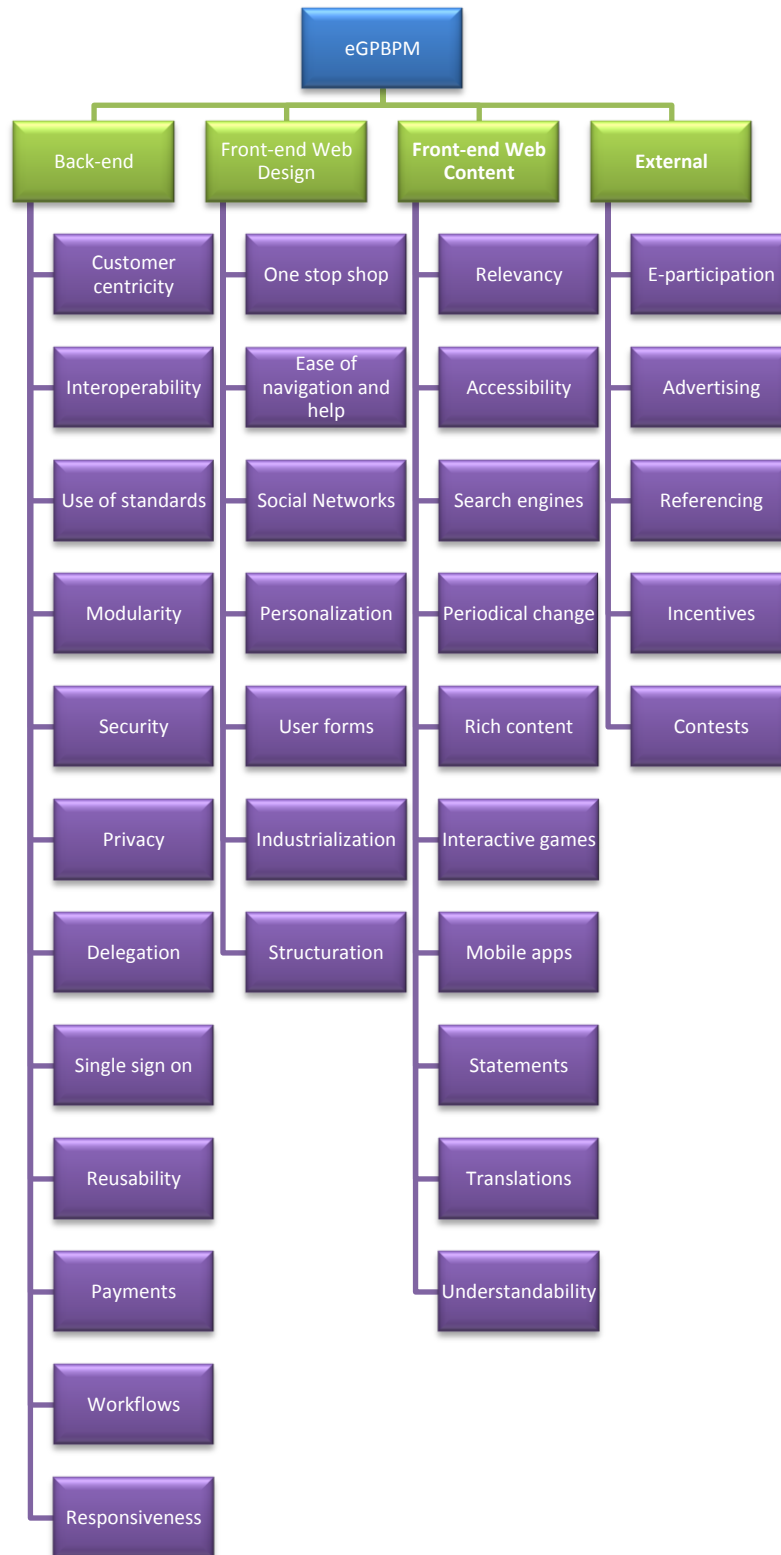 eGPBPM
Back-end
Customer
centricity
Interoperability
Use of standards
Modularity
Security
Privacy
Delegation
Single sign on
Reusability
Payments
Workflows
Responsiveness
Front-end Web
Design
One stop shop
Ease of
navigation and
help
Social Networks
Personalization
User forms
Industrialization
Structuration
Front-end Web
Content
Relevancy
Accessibility
Search engines
Periodical change
Rich content
Interactive games
Mobile apps
Statements
Translations
Understandability
External
E-participation
Advertising
Referencing
Incentives
Contests